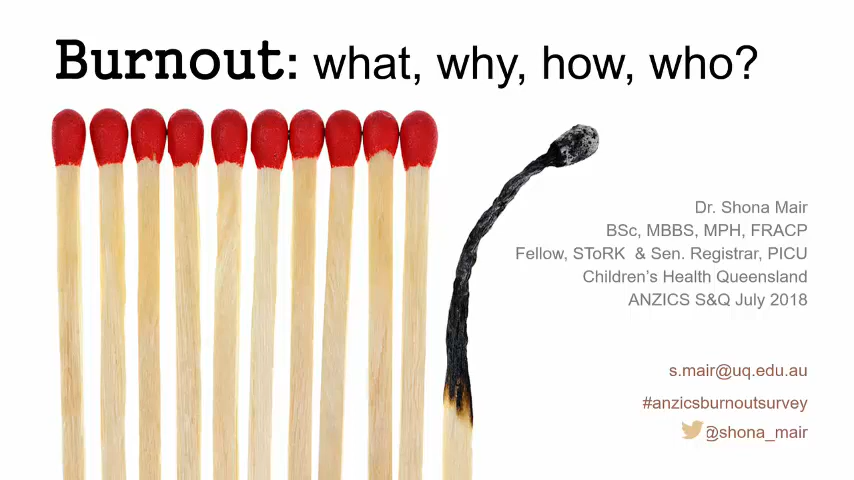 Burnout: what, why, how, who?
Dr. Shona Mair
BSc, MBBS, MPH, FRACP
Fellow, SToRK & Sen. Registrar, PICU
Children's Health Queensland
ANZICS S&Q July 2018
s.mair@uq.edu.au
#anzicsburnoutsurvey
@shona_mair